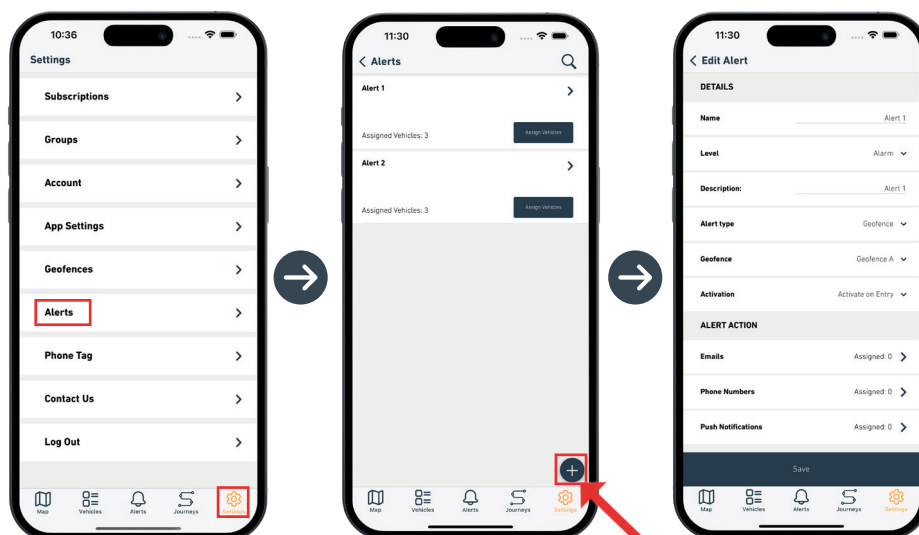 10:36
Settings
Subscriptions
Groups
Account
App Settings
Geofences
Alerts
Phone Tag
Contact Us
Log Out
Map Vehicles Alerts Journeys Settings
11:30
Alerts
Alert 1
Assigned Vehicles: 3 Assign Vehicles
Alert 2
Assigned Vehicles: 3 Assign Vehicles
Map Vehicles Alerts Journeys Settings
11:30
Edit Alert
DETAILS
Name Alert 1
Level Alarm
Description: Alert 1
Alert type Geofence
Geofence Geofence A
Activation Activate on Entry
ALERT ACTION
Emails Assigned: 0
Phone Numbers Assigned: 0
Push Notifications Assigned: 0
Save
Map Vehicles Alerts Journeys Settings